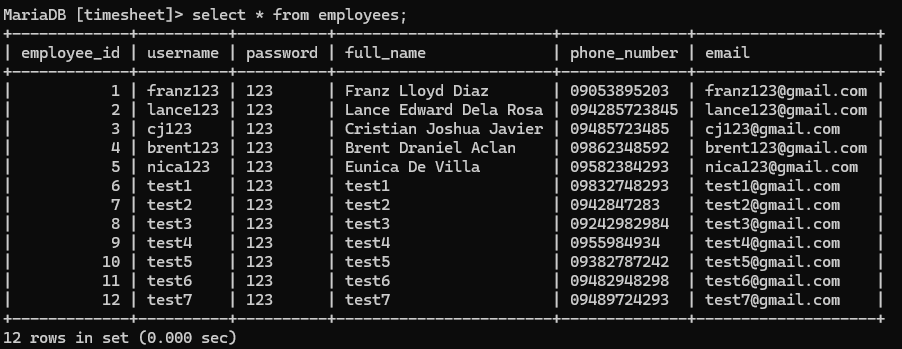 MariaDB [timesheet]> select * from employees;
+-------------+----------+----------+-------------------------+--------------+--------------------+
| employee_id | username | password | full_name               | phone_number | email              |
+-------------+----------+----------+-------------------------+--------------+--------------------+
|           1 | franz123 | 123      | Franz Lloyd Diaz        | 09053895203  | franz123@gmail.com |
|           2 | lance123 | 123      | Lance Edward Dela Rosa  | 094285723845 | lance123@gmail.com |
|           3 | cj123    | 123      | Cristian Joshua Javier  | 09485723485  | cj123@gmail.com    |
|           4 | brent123 | 123      | Brent Draniel Aclan     | 09862348592  | brent123@gmail.com |
|           5 | nica123  | 123      | Eunica De Villa         | 09582384293  | nica123@gmail.com  |
|           6 | test1    | 123      | test1                   | 09832748293  | test1@gmail.com    |
|           7 | test2    | 123      | test2                   | 0942847283   | test2@gmail.com    |
|           8 | test3    | 123      | test3                   | 09242982984  | test3@gmail.com    |
|           9 | test4    | 123      | test4                   | 0955984934   | test4@gmail.com    |
|          10 | test5    | 123      | test5                   | 09382787242  | test5@gmail.com    |
|          11 | test6    | 123      | test6                   | 09482948298  | test6@gmail.com    |
|          12 | test7    | 123      | test7                   | 09489724293  | test7@gmail.com    |
+-------------+----------+----------+-------------------------+--------------+--------------------+
12 rows in set (0.000 sec)